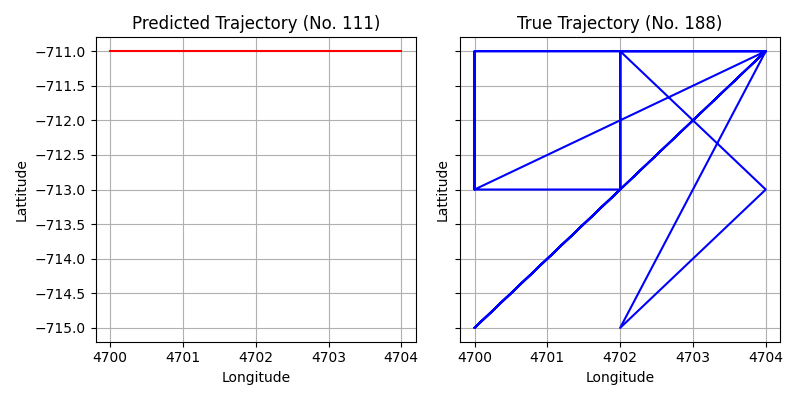 Predicted Trajectory (No. 111)
−711.0
−711.5
−712.0
−712.5
−713.0
−713.5
−714.0
−714.5
−715.0
Lattitude
4700 4701 4702 4703 4704
Longitude
True Trajectory (No. 188)
Lattitude
4700 4701 4702 4703 4704
Longitude